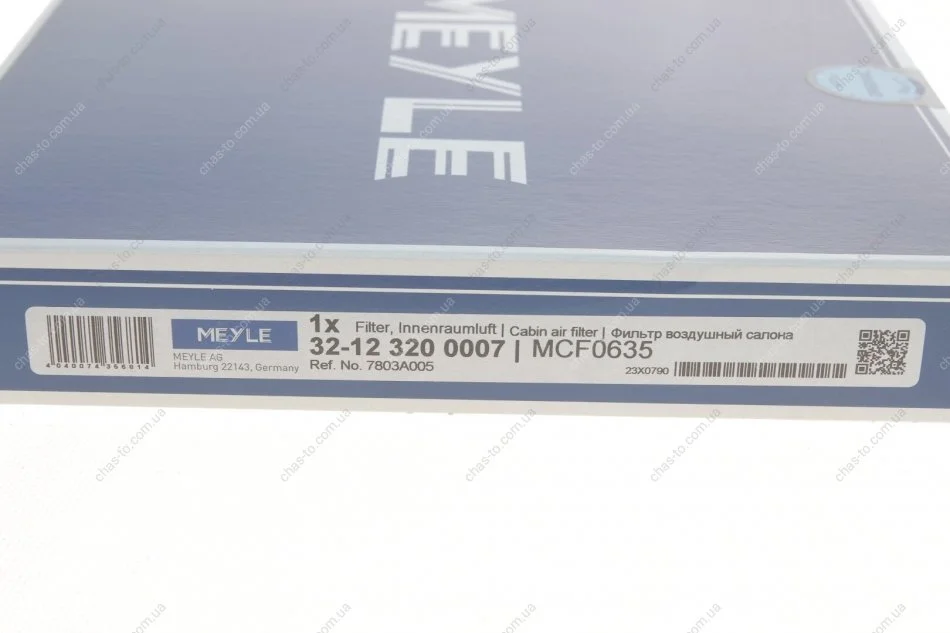 MEYLE
MEYLE
MEYLE AG
Hamburg 22143, Germany
1x Filter, Innenraumluft | Cabin air filter | Фильтр воздушный салона
32-12 320 0007 | MCF0635
Ref. No. 7803A005
23X0790
chas-to.com.ua